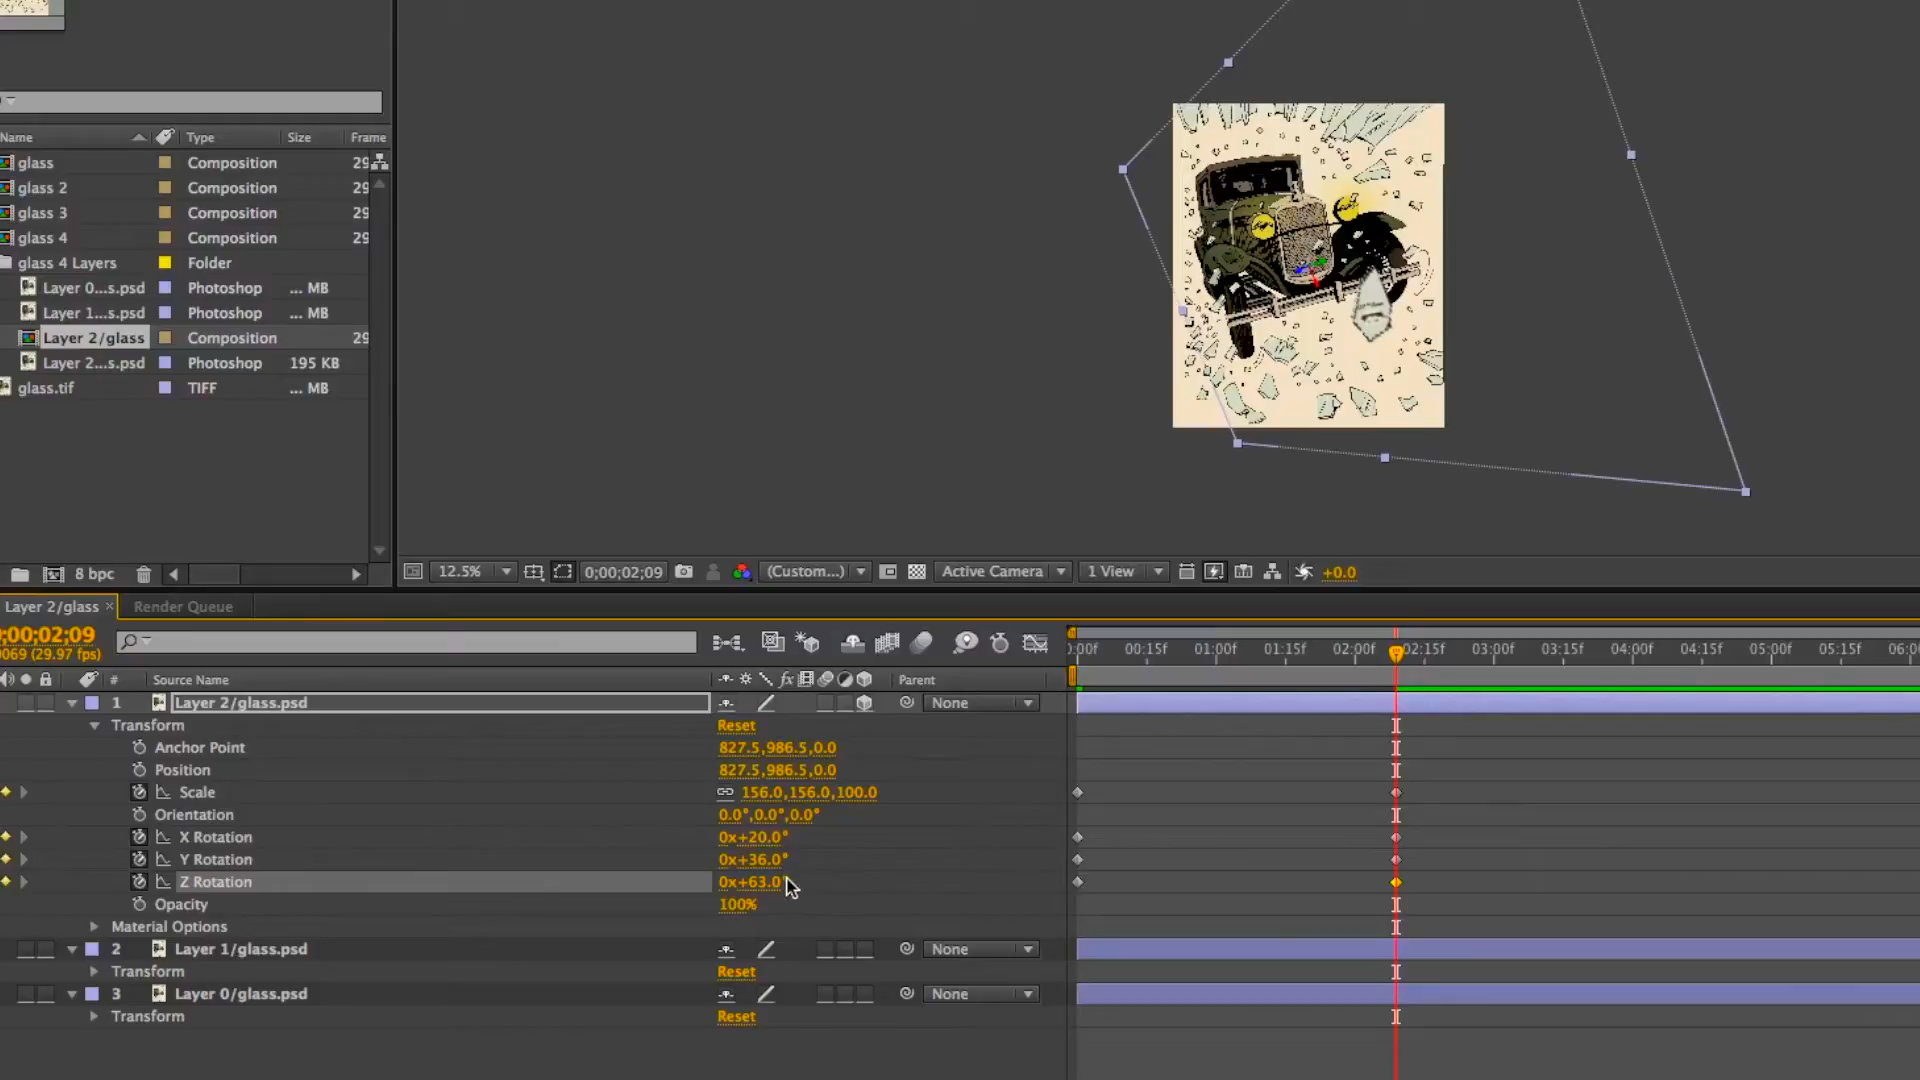 Name Type Size Frame
glass Composition 29
glass 2 Composition 29
glass 3 Composition 29
glass 4 Composition 29
glass 4 Layers Folder
Layer 0...s.psd Photoshop ... MB
Layer 1...s.psd Photoshop ... MB
Layer 2/glass Composition 29
Layer 2...s.psd Photoshop 195 KB
glass.tif TIFF ... MB
8 bpc
12.5% 0;00;02;09 (Custom...) Active Camera 1 View +0.0
Layer 2/glass × Render Queue
;00;02;09
0069 (29.97 fps)
0:00f 00:15f 01:00f 01:15f 02:00f 02:15f 03:00f 03:15f 04:00f 04:15f 05:00f 05:15f 06:0
# Source Name fx Parent
1 Layer 2/glass.psd None
Transform Reset
Anchor Point 827.5,986.5,0.0
Position 827.5,986.5,0.0
Scale 156.0,156.0,100.0
Orientation 0.0°,0.0°,0.0°
X Rotation 0x+20.0°
Y Rotation 0x+36.0°
Z Rotation 0x+63.0°
Opacity 100%
Material Options
2 Layer 1/glass.psd None
Transform Reset
3 Layer 0/glass.psd None
Transform Reset